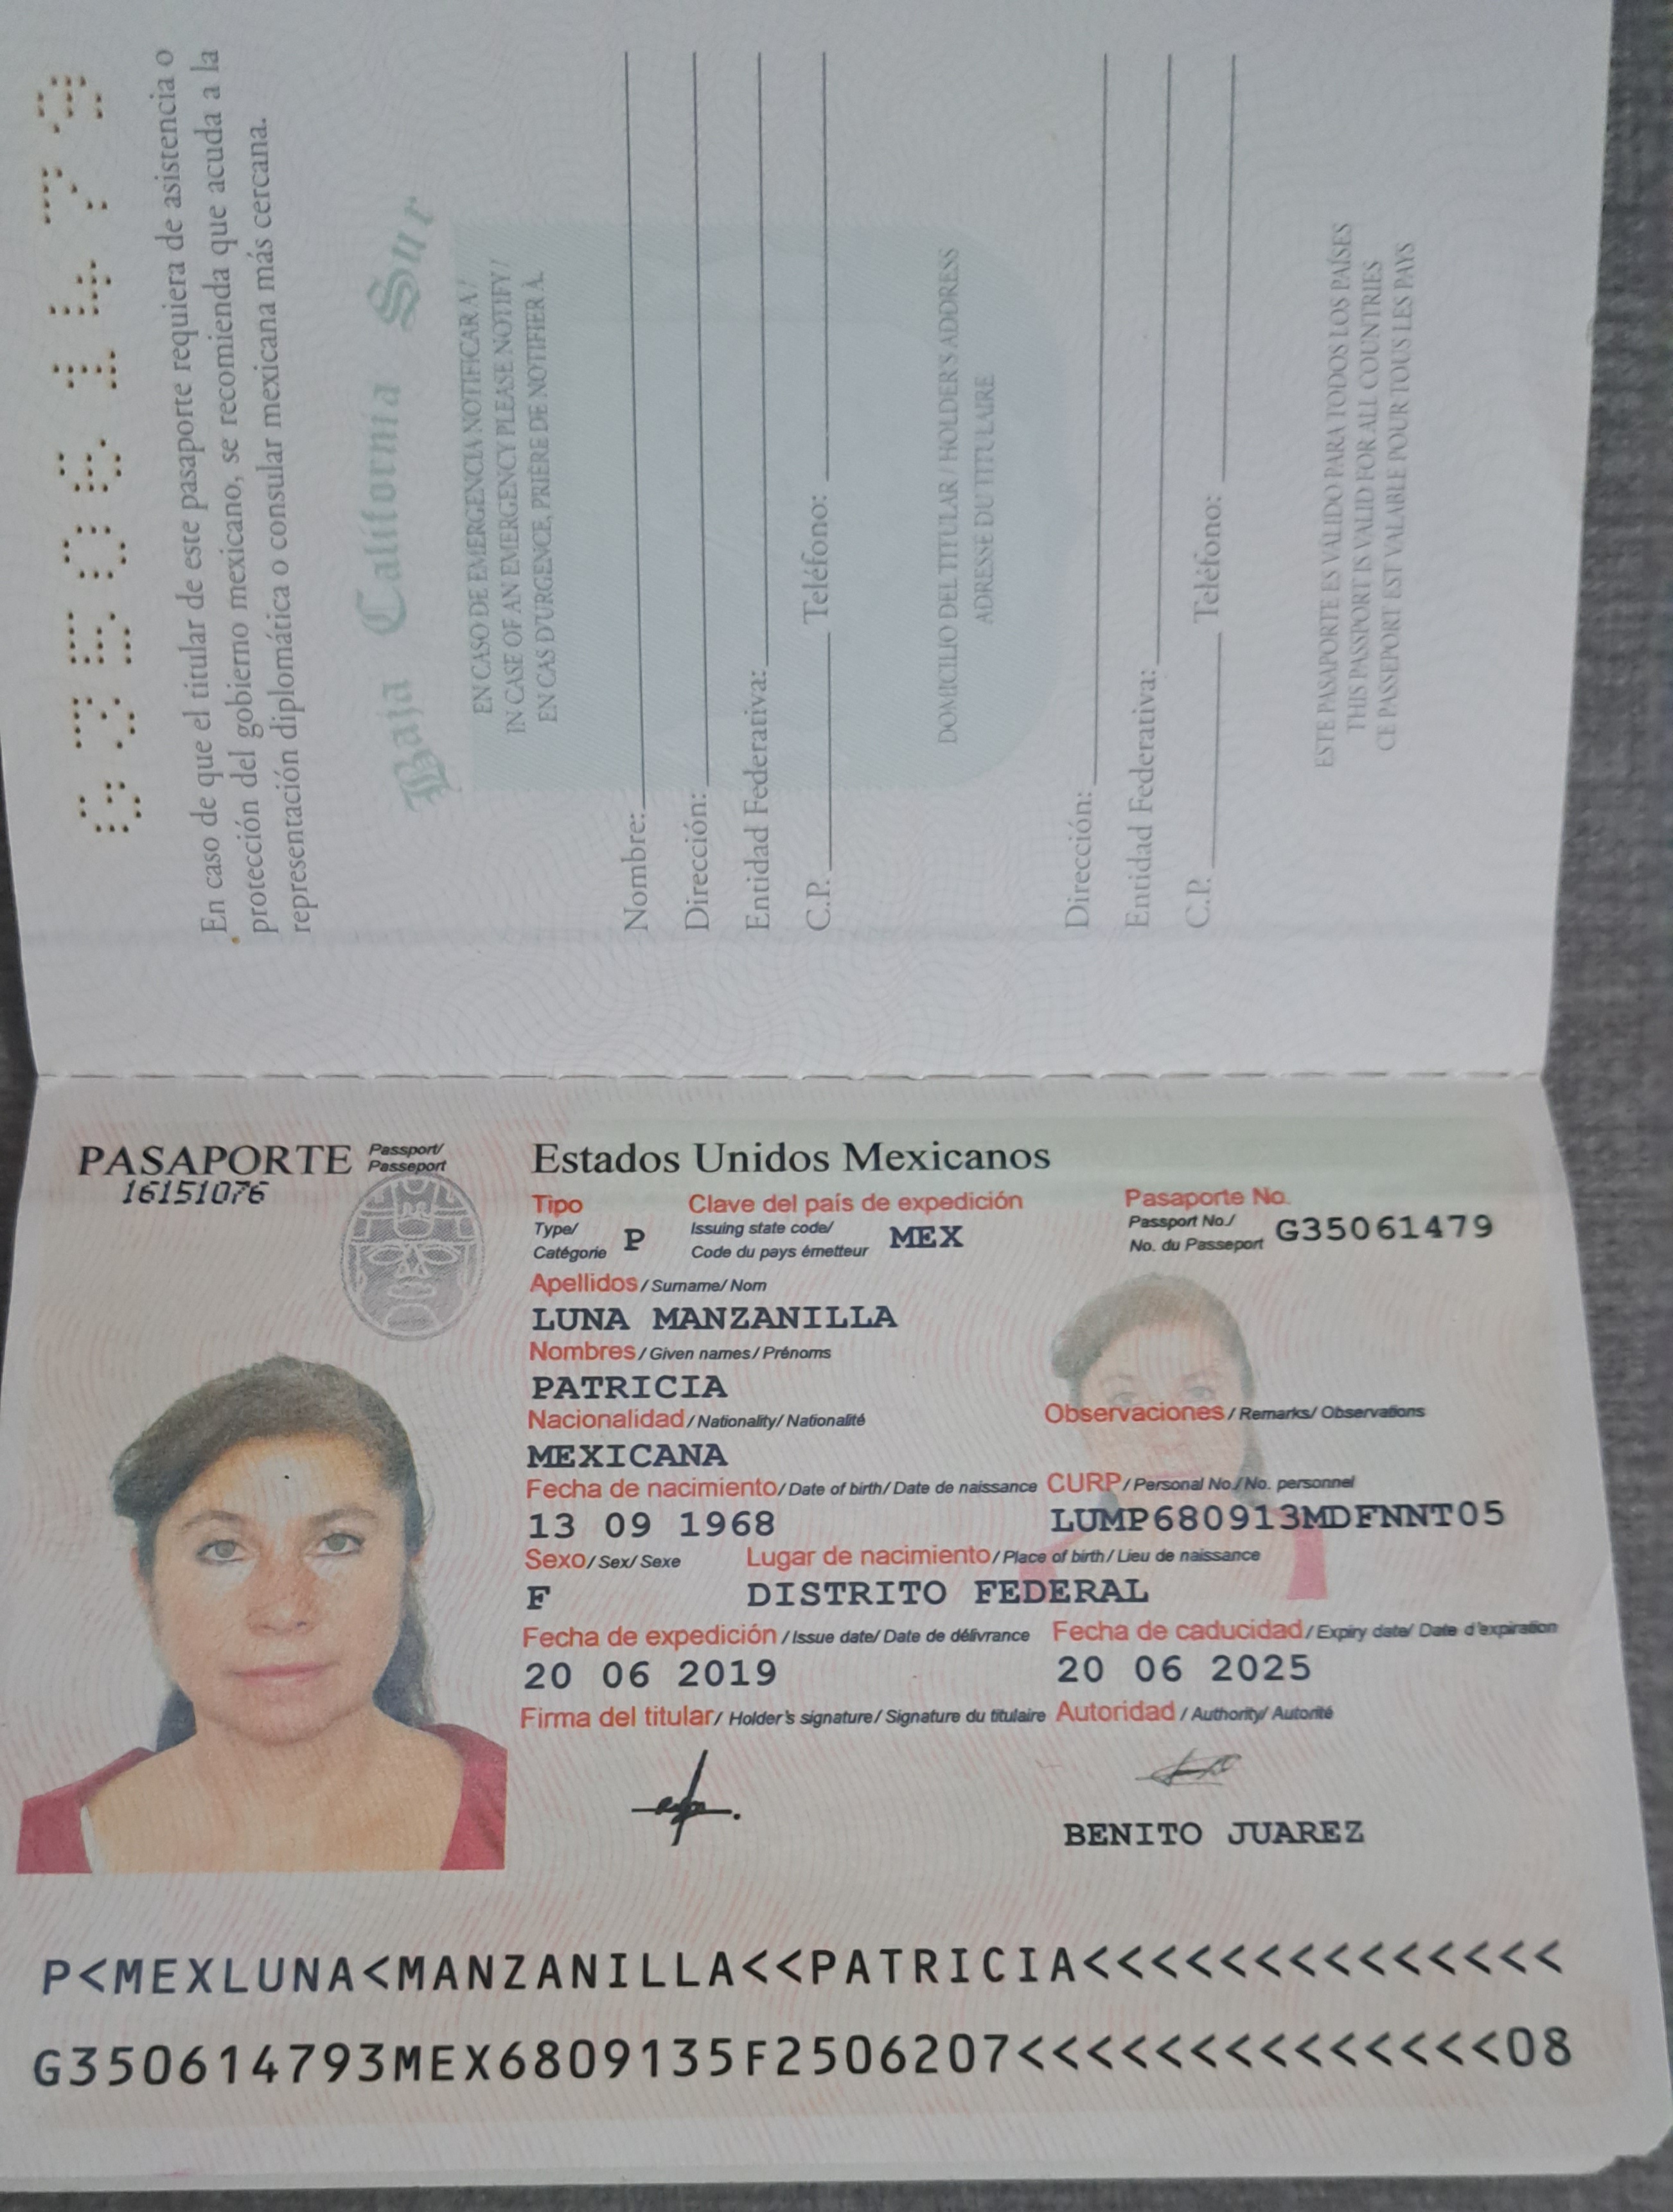 G35061479
En caso de que el titular de este pasaporte requiera de asistencia o
protección del gobierno mexicano, se recomienda que acuda a la
representación diplomática o consular mexicana más cercana.
Baja California Sur
EN CASO DE EMERGENCIA NOTIFICAR A /
IN CASE OF AN EMERGENCY PLEASE NOTIFY /
EN CAS D'URGENCE, PRIÈRE DE NOTIFIER À.
Nombre:
Dirección:
Entidad Federativa:
C.P. Teléfono:
DOMICILIO DEL TITULAR / HOLDER'S ADDRESS
ADRESSE DU TITULAIRE
Dirección:
Entidad Federativa:
C.P. Teléfono:
ESTE PASAPORTE ES VALIDO PARA TODOS LOS PAÍSES
THIS PASSPORT IS VALID FOR ALL COUNTRIES
CE PASSEPORT EST VALABLE POUR TOUS LES PAYS
PASAPORTE Passport/ Passeport
16151076
Estados Unidos Mexicanos
Tipo Clave del país de expedición Pasaporte No.
Type/ Catégorie P Issuing state code/ Code du pays émetteur MEX Passport No./ No. du Passeport G35061479
Apellidos / Surname/ Nom
LUNA MANZANILLA
Nombres / Given names / Prénoms
PATRICIA
Nacionalidad / Nationality/ Nationalité Observaciones / Remarks/ Observations
MEXICANA
Fecha de nacimiento / Date of birth/ Date de naissance CURP / Personal No./No. personnel
13 09 1968 LUMP680913MDFNNT05
Sexo / Sex/ Sexe Lugar de nacimiento / Place of birth/ Lieu de naissance
F DISTRITO FEDERAL
Fecha de expedición / Issue date/ Date de délivrance Fecha de caducidad / Expiry date/ Date d'expiration
20 06 2019 20 06 2025
Firma del titular / Holder's signature/ Signature du titulaire Autoridad / Authority/ Autorité
BENITO JUAREZ
P<MEXLUNA<MANZANILLA<<PATRICIA<<<<<<<<<<<<<<
G350614793MEX6809135F2506207<<<<<<<<<<<<<<08